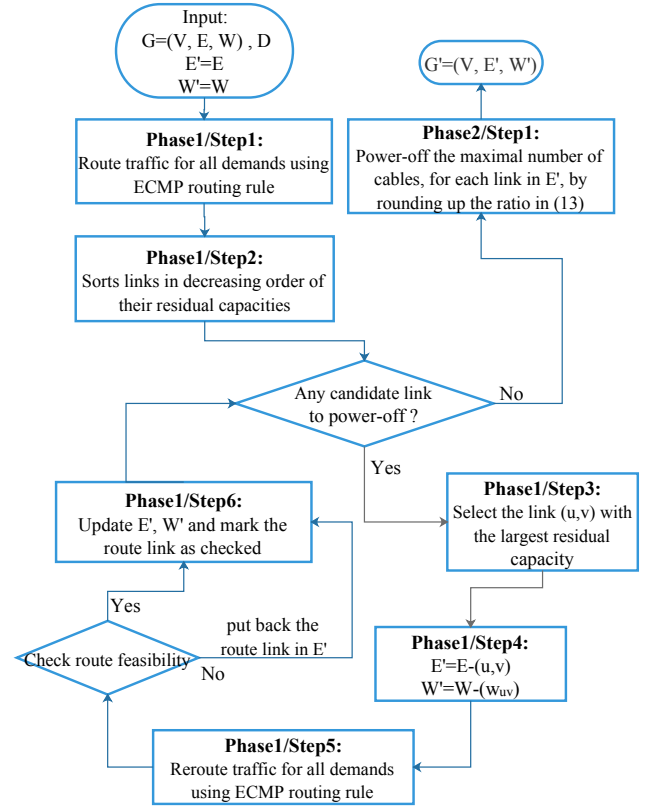 Input:
G=(V, E, W) , D
E'=E
W'=W
G'=(V, E', W')
Phase1/Step1:
Route traffic for all demands using
ECMP routing rule
Phase2/Step1:
Power-off the maximal number of
cables, for each link in E', by
rounding up the ratio in (13)
Phase1/Step2:
Sorts links in decreasing order of
their residual capacities
Any candidate link
to power-off ?
No
Yes
Phase1/Step3:
Select the link (u,v) with
the largest residual
capacity
Phase1/Step6:
Update E', W' and mark the
route link as checked
Yes
put back the
route link in E'
Check route feasibility
No
Phase1/Step4:
E'=E-(u,v)
W'=W-(wuv)
Phase1/Step5:
Reroute traffic for all demands
using ECMP routing rule